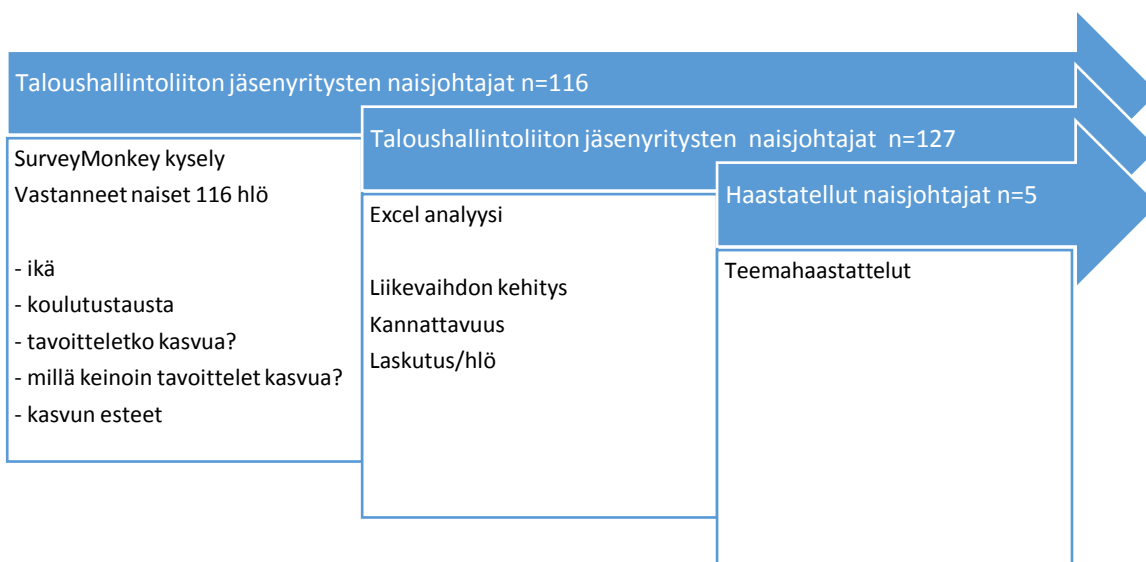 Taloushallintoliiton jäsenyritysten naisjohtajat n=116
SurveyMonkey kysely
Vastanneet naiset 116 hlö
- ikä
- koulutustausta
- tavoitteletko kasvua?
- millä keinoin tavoittelet kasvua?
- kasvun esteet
Taloushallintoliiton jäsenyritysten naisjohtajat n=127
Excel analyysi
Liikevaihdon kehitys
Kannattavuus
Laskutus/hlö
Haastatellut naisjohtajat n=5
Teemahaastattelut